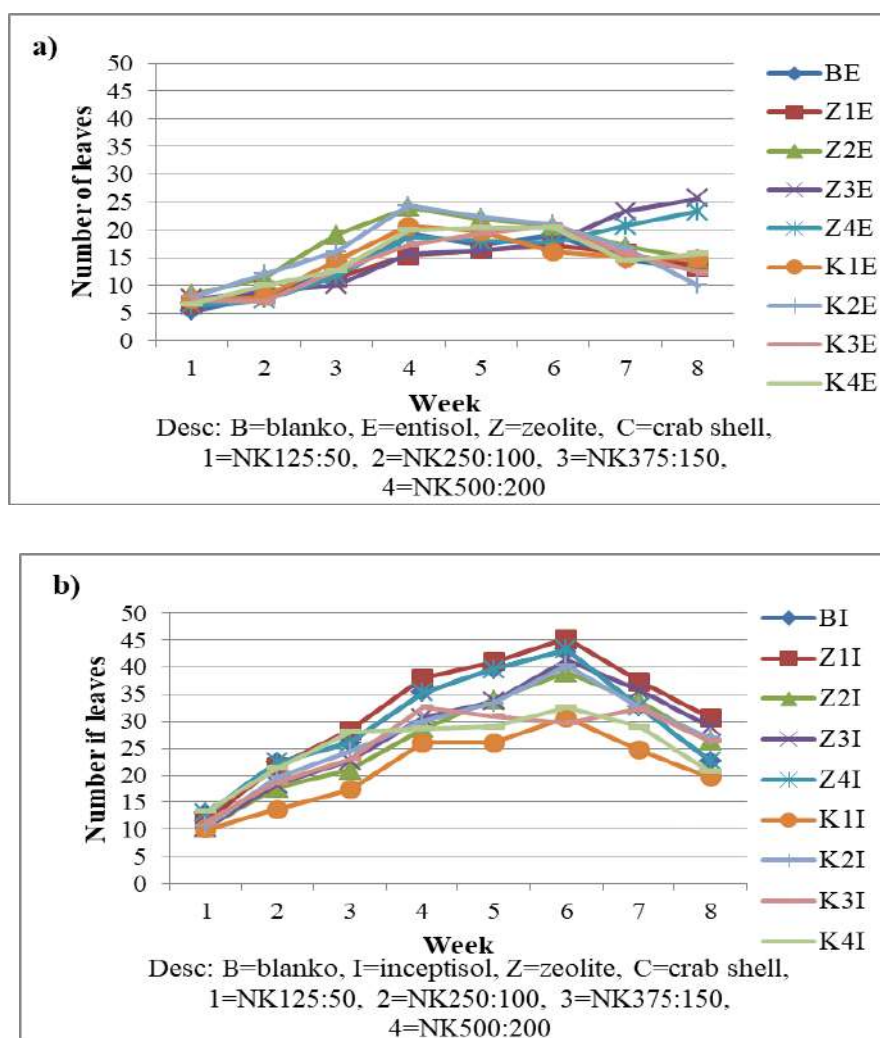 a)
50
45
40
35
30
25
20
15
10
5
0
Number of leaves
1 2 3 4 5 6 7 8
Week
BE
Z1E
Z2E
Z3E
Z4E
K1E
K2E
K3E
K4E
Desc: B=blanko, E=entisol, Z=zeolite, C=crab shell,
1=NK125:50, 2=NK250:100, 3=NK375:150,
4=NK500:200
b)
50
45
40
35
30
25
20
15
10
5
0
Number if leaves
1 2 3 4 5 6 7 8
Week
BI
Z1I
Z2I
Z3I
Z4I
K1I
K2I
K3I
K4I
Desc: B=blanko, I=inceptisol, Z=zeolite, C=crab shell,
1=NK125:50, 2=NK250:100, 3=NK375:150,
4=NK500:200